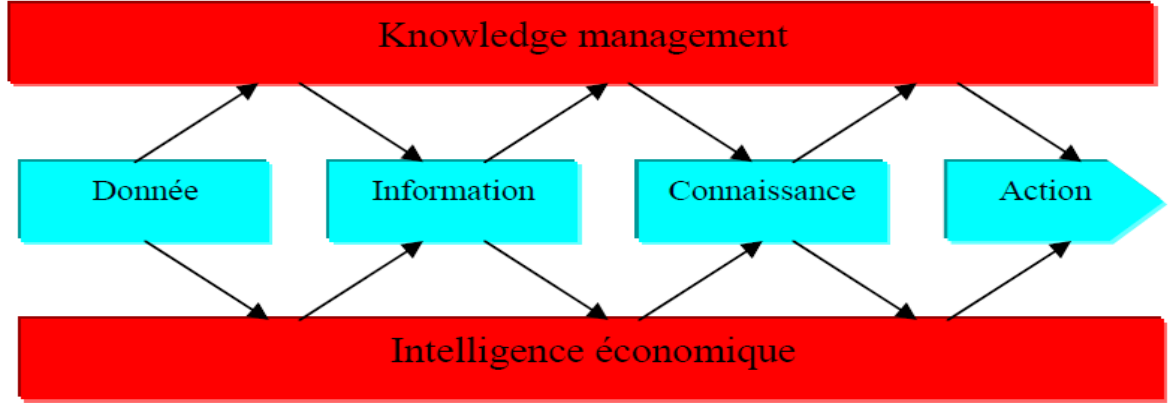 Knowledge management
Donnée
Information
Connaissance
Action
Intelligence économique